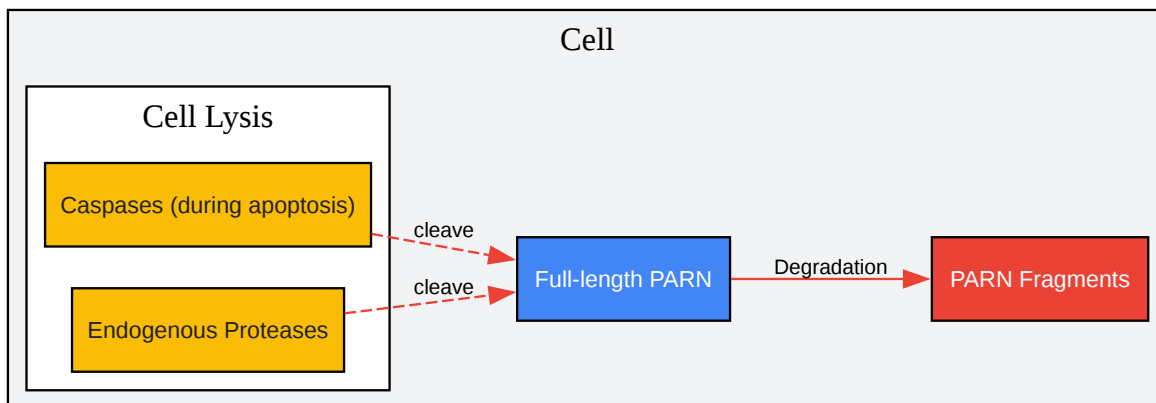 Cell
Cell Lysis
Caspases (during apoptosis)
cleave
Endogenous Proteases
cleave
Full-length PARN
Degradation
PARN Fragments